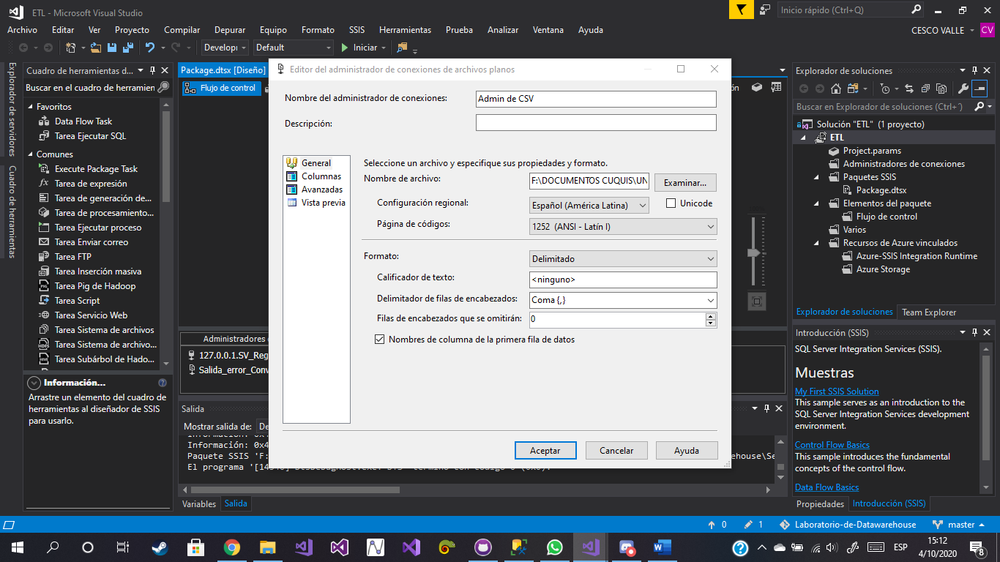 ETL - Microsoft Visual Studio
Inicio rápido (Ctrl+Q)
Archivo Editar Ver Proyecto Compilar Depurar Equipo Formato SSIS Herramientas Prueba Analizar Ventana Ayuda
CESCO VALLE CV
Developi Default Iniciar
Explorador de servidores
Cuadro de herramientas
Cuadro de herramientas d...
Buscar en el cuadro de herramien
Favoritos
Data Flow Task
Tarea Ejecutar SQL
Comunes
Execute Package Task
Tarea de expresión
Tarea de generación de...
Tarea de procesamiento...
Tarea Ejecutar proceso
Tarea Enviar correo
Tarea FTP
Tarea Inserción masiva
Tarea Pig de Hadoop
Tarea Script
Tarea Servicio Web
Tarea Sistema de archivos
Tarea Sistema de archivo...
Tarea Subárbol de Hado...
Información...
Arrastre un elemento del cuadro de
herramientas al diseñador de SSIS
para usarlo.
Package.dtsx [Diseño]
Flujo de control
Administradores
127.0.0.1.SV_Reg
Salida_error_Conv
Salida
Mostrar salida de: De
Información: 0x4
Paquete SSIS 'F:
El programa '[14
Variables Salida
Editor del administrador de conexiones de archivos planos
Nombre del administrador de conexiones: Admin de CSV
Descripción:
General
Columnas
Avanzadas
Vista previa
Seleccione un archivo y especifique sus propiedades y formato.
Nombre de archivo: F:\DOCUMENTOS CUQUIS\UN Examinar...
Configuración regional: Español (América Latina) Unicode
Página de códigos: 1252 (ANSI - Latín I)
Formato: Delimitado
Calificador de texto: <ninguno>
Delimitador de filas de encabezados: Coma {,}
Filas de encabezados que se omitirán: 0
Nombres de columna de la primera fila de datos
Aceptar Cancelar Ayuda
Explorador de soluciones
Buscar en Explorador de soluciones (Ctrl+´)
Solución "ETL" (1 proyecto)
ETL
Project.params
Administradores de conexiones
Paquetes SSIS
Package.dtsx
Elementos del paquete
Flujo de control
Varios
Recursos de Azure vinculados
Azure-SSIS Integration Runtime
Azure Storage
Explorador de soluciones Team Explorer
Introducción (SSIS)
SQL Server Integration Services (SSIS).
Muestras
My First SSIS Solution
This sample serves as an introduction to the
SQL Server Integration Services development
environment.
Control Flow Basics
This sample introduces the fundamental
concepts of the control flow.
Data Flow Basics
Propiedades Introducción (SSIS)
0 1 Laboratorio-de-Datawarehouse master
ESP
15:12
4/10/2020
8